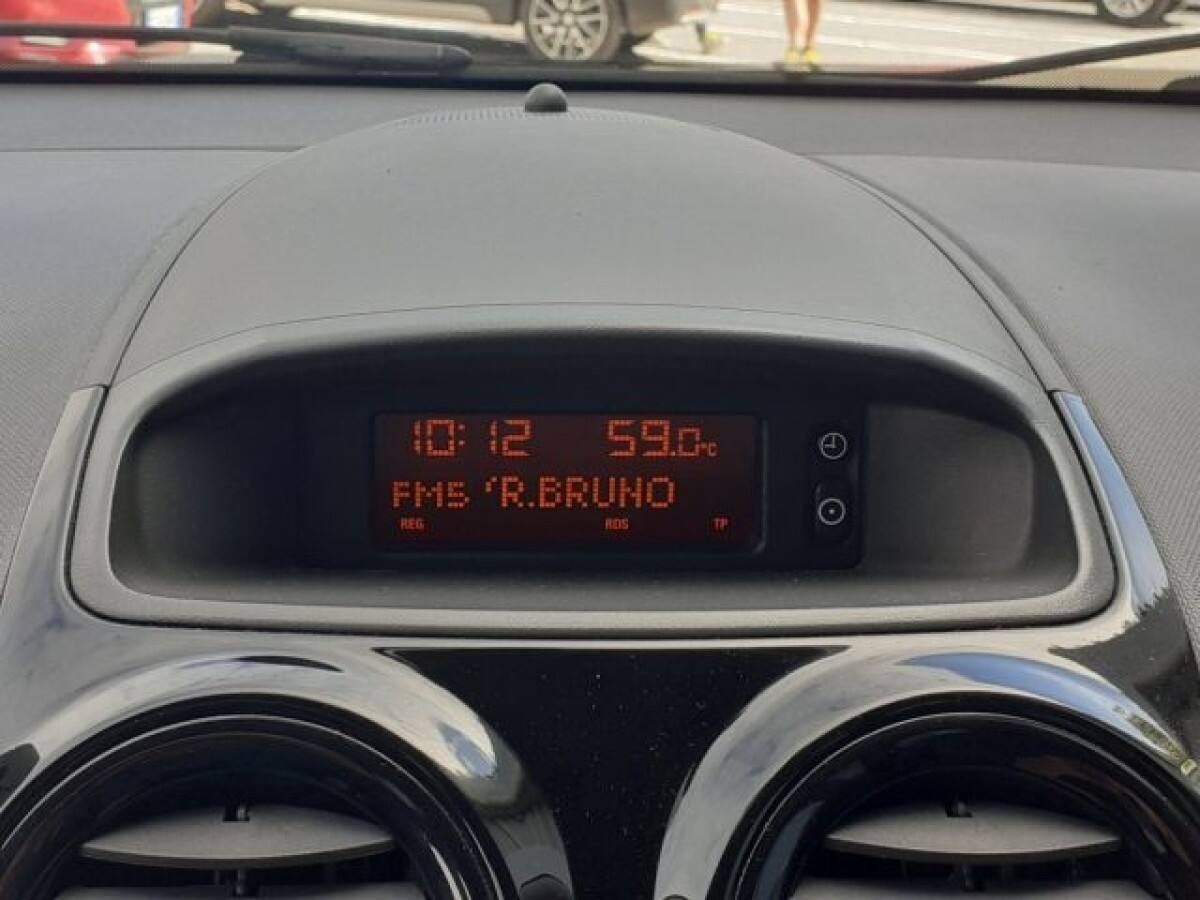 10:12 59.0°C
FM5 'R.BRUNO
REG RDS TP